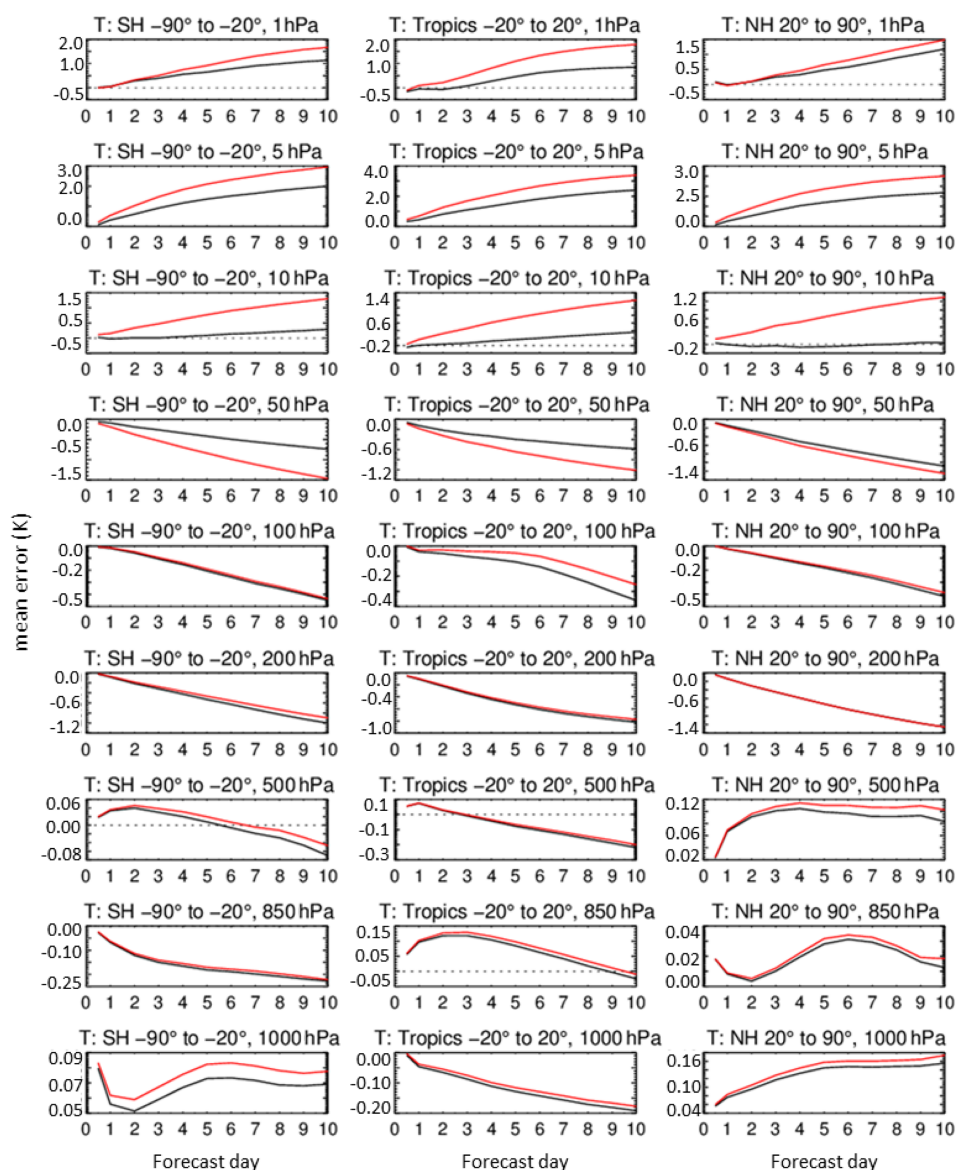 T: SH −90° to −20°, 1hPa T: Tropics −20° to 20°, 1hPa T: NH 20° to 90°, 1hPa
2.0 2.0 1.5
1.0 1.0 0.5
-0.5 -0.5 -0.5
0 1 2 3 4 5 6 7 8 9 10 0 1 2 3 4 5 6 7 8 9 10 0 1 2 3 4 5 6 7 8 9 10
T: SH −90° to −20°, 5 hPa T: Tropics −20° to 20°, 5 hPa T: NH 20° to 90°, 5 hPa
3.0 4.0 3.0
2.0 2.0 2.5
0.0 0.0 0.0
0 1 2 3 4 5 6 7 8 9 10 0 1 2 3 4 5 6 7 8 9 10 0 1 2 3 4 5 6 7 8 9 10
T: SH −90° to −20°, 10 hPa T: Tropics −20° to 20°, 10 hPa T: NH 20° to 90°, 10 hPa
1.5 1.4 1.2
0.5 0.6 0.6
-0.5 -0.2 -0.2
0 1 2 3 4 5 6 7 8 9 10 0 1 2 3 4 5 6 7 8 9 10 0 1 2 3 4 5 6 7 8 9 10
T: SH −90° to −20°, 50 hPa T: Tropics −20° to 20°, 50 hPa T: NH 20° to 90°, 50 hPa
0.0 0.0 0.0
-0.5 -0.6 -0.6
-1.5 -1.2 -1.4
0 1 2 3 4 5 6 7 8 9 10 0 1 2 3 4 5 6 7 8 9 10 0 1 2 3 4 5 6 7 8 9 10
mean error (K)
T: SH −90° to −20°, 100 hPa T: Tropics −20° to 20°, 100 hPa T: NH 20° to 90°, 100 hPa
0.0 0.0 0.0
-0.2 -0.2 -0.2
-0.5 -0.4 -0.5
0 1 2 3 4 5 6 7 8 9 10 0 1 2 3 4 5 6 7 8 9 10 0 1 2 3 4 5 6 7 8 9 10
T: SH −90° to −20°, 200 hPa T: Tropics −20° to 20°, 200 hPa T: NH 20° to 90°, 200 hPa
0.0 0.0 0.0
-0.6 -0.4 -0.6
-1.2 -1.0 -1.4
0 1 2 3 4 5 6 7 8 9 10 0 1 2 3 4 5 6 7 8 9 10 0 1 2 3 4 5 6 7 8 9 10
T: SH −90° to −20°, 500 hPa T: Tropics −20° to 20°, 500 hPa T: NH 20° to 90°, 500 hPa
0.06 0.1 0.12
0.00 -0.1 0.06
-0.08 -0.3 0.02
0 1 2 3 4 5 6 7 8 9 10 0 1 2 3 4 5 6 7 8 9 10 0 1 2 3 4 5 6 7 8 9 10
T: SH −90° to −20°, 850 hPa T: Tropics −20° to 20°, 850 hPa T: NH 20° to 90°, 850 hPa
0.00 0.15 0.04
-0.10 0.05 0.02
-0.25 -0.05 0.00
0 1 2 3 4 5 6 7 8 9 10 0 1 2 3 4 5 6 7 8 9 10 0 1 2 3 4 5 6 7 8 9 10
T: SH −90° to −20°, 1000 hPa T: Tropics −20° to 20°, 1000 hPa T: NH 20° to 90°, 1000 hPa
0.09 0.00 0.16
0.07 -0.10 0.10
0.05 -0.20 0.04
0 1 2 3 4 5 6 7 8 9 10 0 1 2 3 4 5 6 7 8 9 10 0 1 2 3 4 5 6 7 8 9 10
Forecast day Forecast day Forecast day